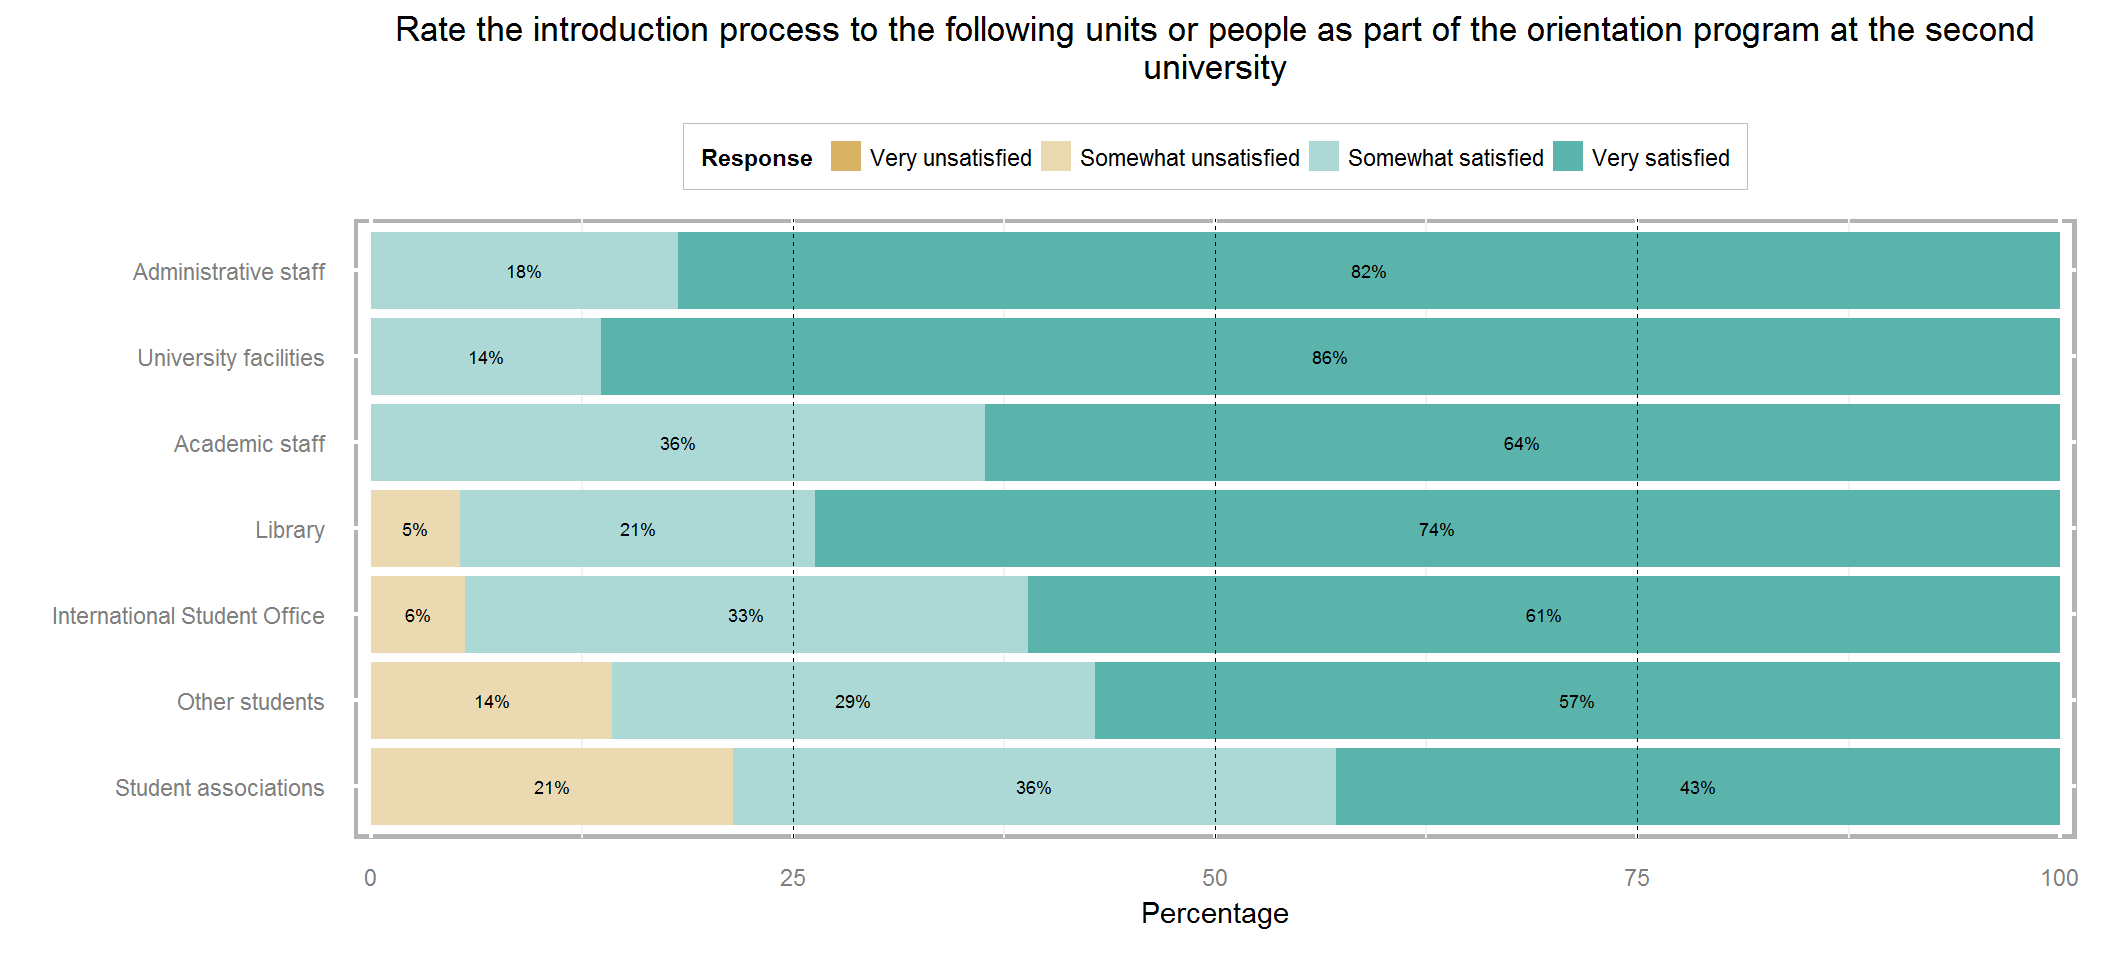 Rate the introduction process to the following units or people as part of the orientation program at the second
university
Response Very unsatisfied Somewhat unsatisfied Somewhat satisfied Very satisfied
Administrative staff 18% 82%
University facilities 14% 86%
Academic staff 36% 64%
Library 5% 21% 74%
International Student Office 6% 33% 61%
Other students 14% 29% 57%
Student associations 21% 36% 43%
0 25 50 75 100
Percentage